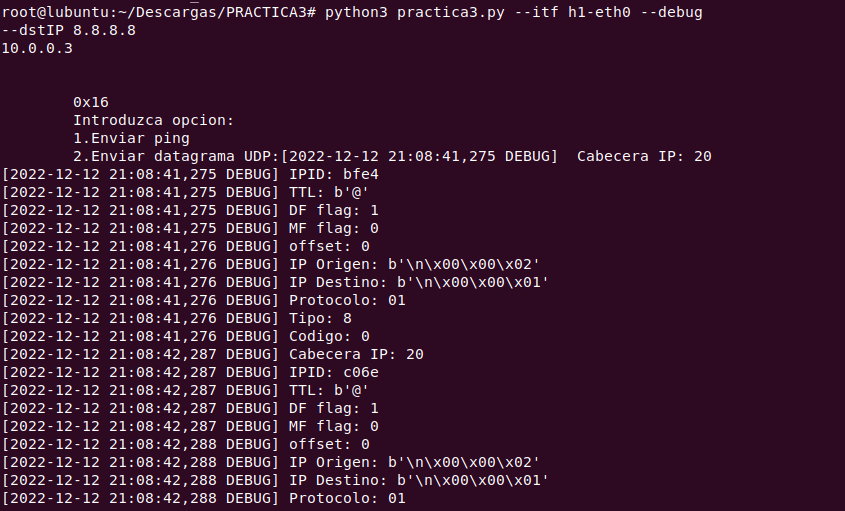 root@lubuntu:~/Descargas/PRACTICA3# python3 practica3.py --itf h1-eth0 --debug
--dstIP 8.8.8.8
10.0.0.3
0x16
Introduzca opcion:
1.Enviar ping
2.Enviar datagrama UDP:[2022-12-12 21:08:41,275 DEBUG]  Cabecera IP: 20
[2022-12-12 21:08:41,275 DEBUG] IPID: bfe4
[2022-12-12 21:08:41,275 DEBUG] TTL: b'@'
[2022-12-12 21:08:41,275 DEBUG] DF flag: 1
[2022-12-12 21:08:41,275 DEBUG] MF flag: 0
[2022-12-12 21:08:41,276 DEBUG] offset: 0
[2022-12-12 21:08:41,276 DEBUG] IP Origen: b'\n\x00\x00\x02'
[2022-12-12 21:08:41,276 DEBUG] IP Destino: b'\n\x00\x00\x01'
[2022-12-12 21:08:41,276 DEBUG] Protocolo: 01
[2022-12-12 21:08:41,276 DEBUG] Tipo: 8
[2022-12-12 21:08:41,276 DEBUG] Codigo: 0
[2022-12-12 21:08:42,287 DEBUG] Cabecera IP: 20
[2022-12-12 21:08:42,287 DEBUG] IPID: c06e
[2022-12-12 21:08:42,287 DEBUG] TTL: b'@'
[2022-12-12 21:08:42,287 DEBUG] DF flag: 1
[2022-12-12 21:08:42,287 DEBUG] MF flag: 0
[2022-12-12 21:08:42,288 DEBUG] offset: 0
[2022-12-12 21:08:42,288 DEBUG] IP Origen: b'\n\x00\x00\x02'
[2022-12-12 21:08:42,288 DEBUG] IP Destino: b'\n\x00\x00\x01'
[2022-12-12 21:08:42,288 DEBUG] Protocolo: 01